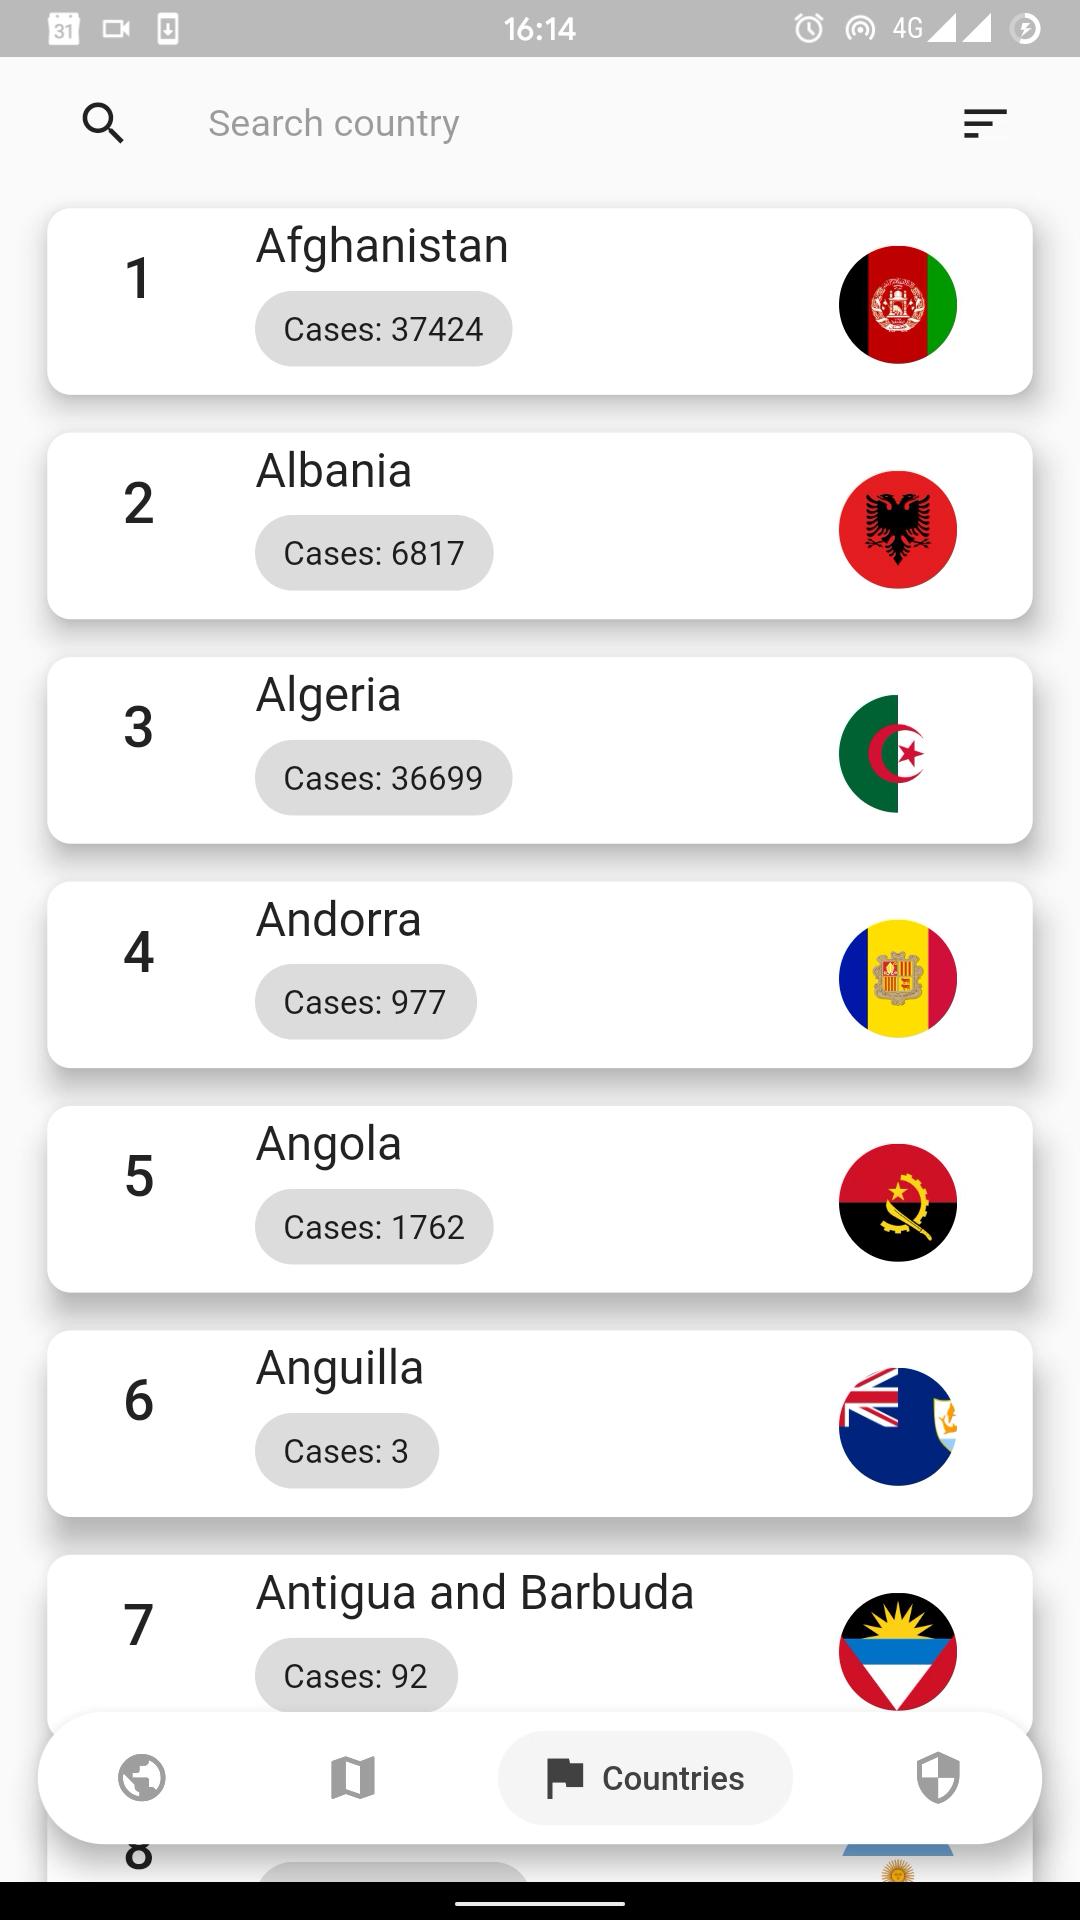 31
16:14
4G
Search country
1
Afghanistan
Cases: 37424
2
Albania
Cases: 6817
3
Algeria
Cases: 36699
4
Andorra
Cases: 977
5
Angola
Cases: 1762
6
Anguilla
Cases: 3
7
Antigua and Barbuda
Cases: 92
Countries
8